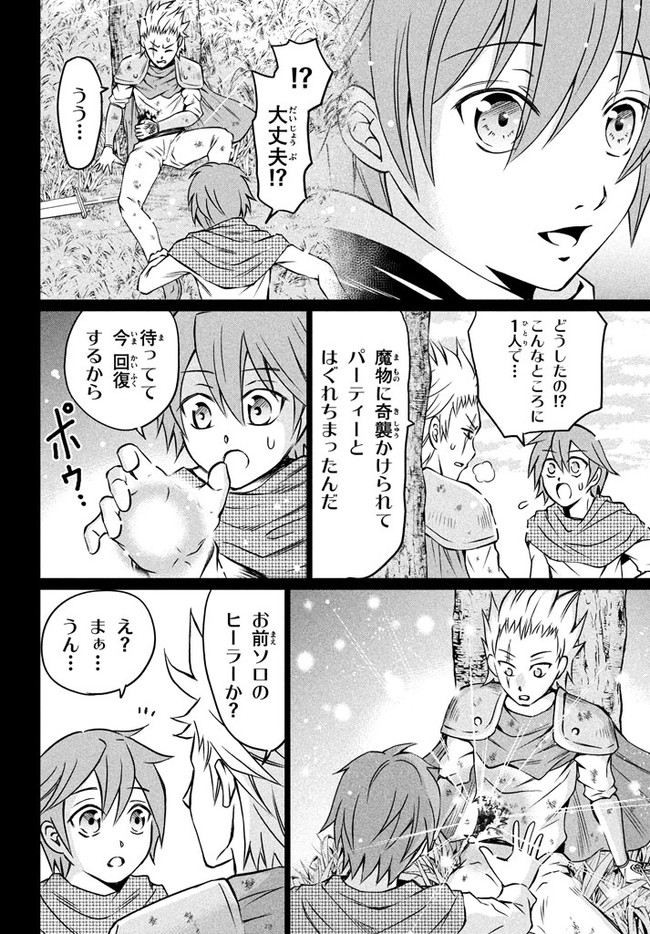 !?
大丈夫!?
うう…
どうしたの!?
こんなところに
1人で…
魔物に奇襲かけられて
パーティーと
はぐれちまったんだ
待ってて
今 回復
するから
ポゥ…
お前ソロの
ヒーラーか?
え?
まぁ…
うん…